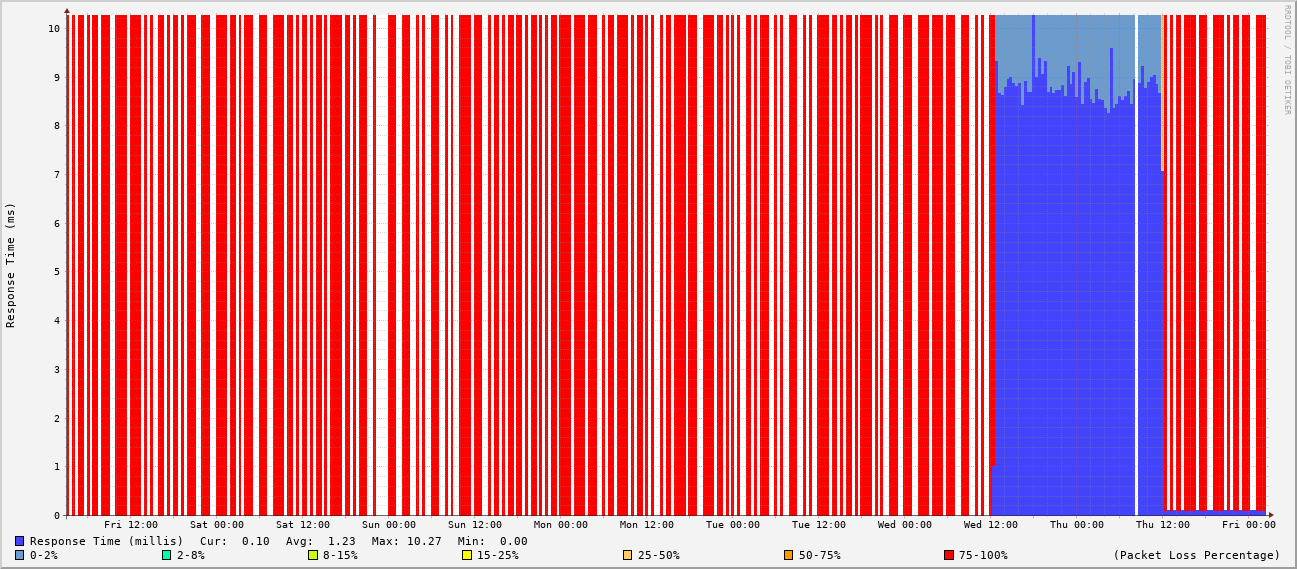 RRDTOOL / TOBI OETIKER
Response Time (ms)
10
9
8
7
6
5
4
3
2
1
0
Fri 12:00 Sat 00:00 Sat 12:00 Sun 00:00 Sun 12:00 Mon 00:00 Mon 12:00 Tue 00:00 Tue 12:00 Wed 00:00 Wed 12:00 Thu 00:00 Thu 12:00 Fri 00:00
Response Time (millis) Cur: 0.10 Avg: 1.23 Max: 10.27 Min: 0.00
0-2% 2-8% 8-15% 15-25% 25-50% 50-75% 75-100% (Packet Loss Percentage)